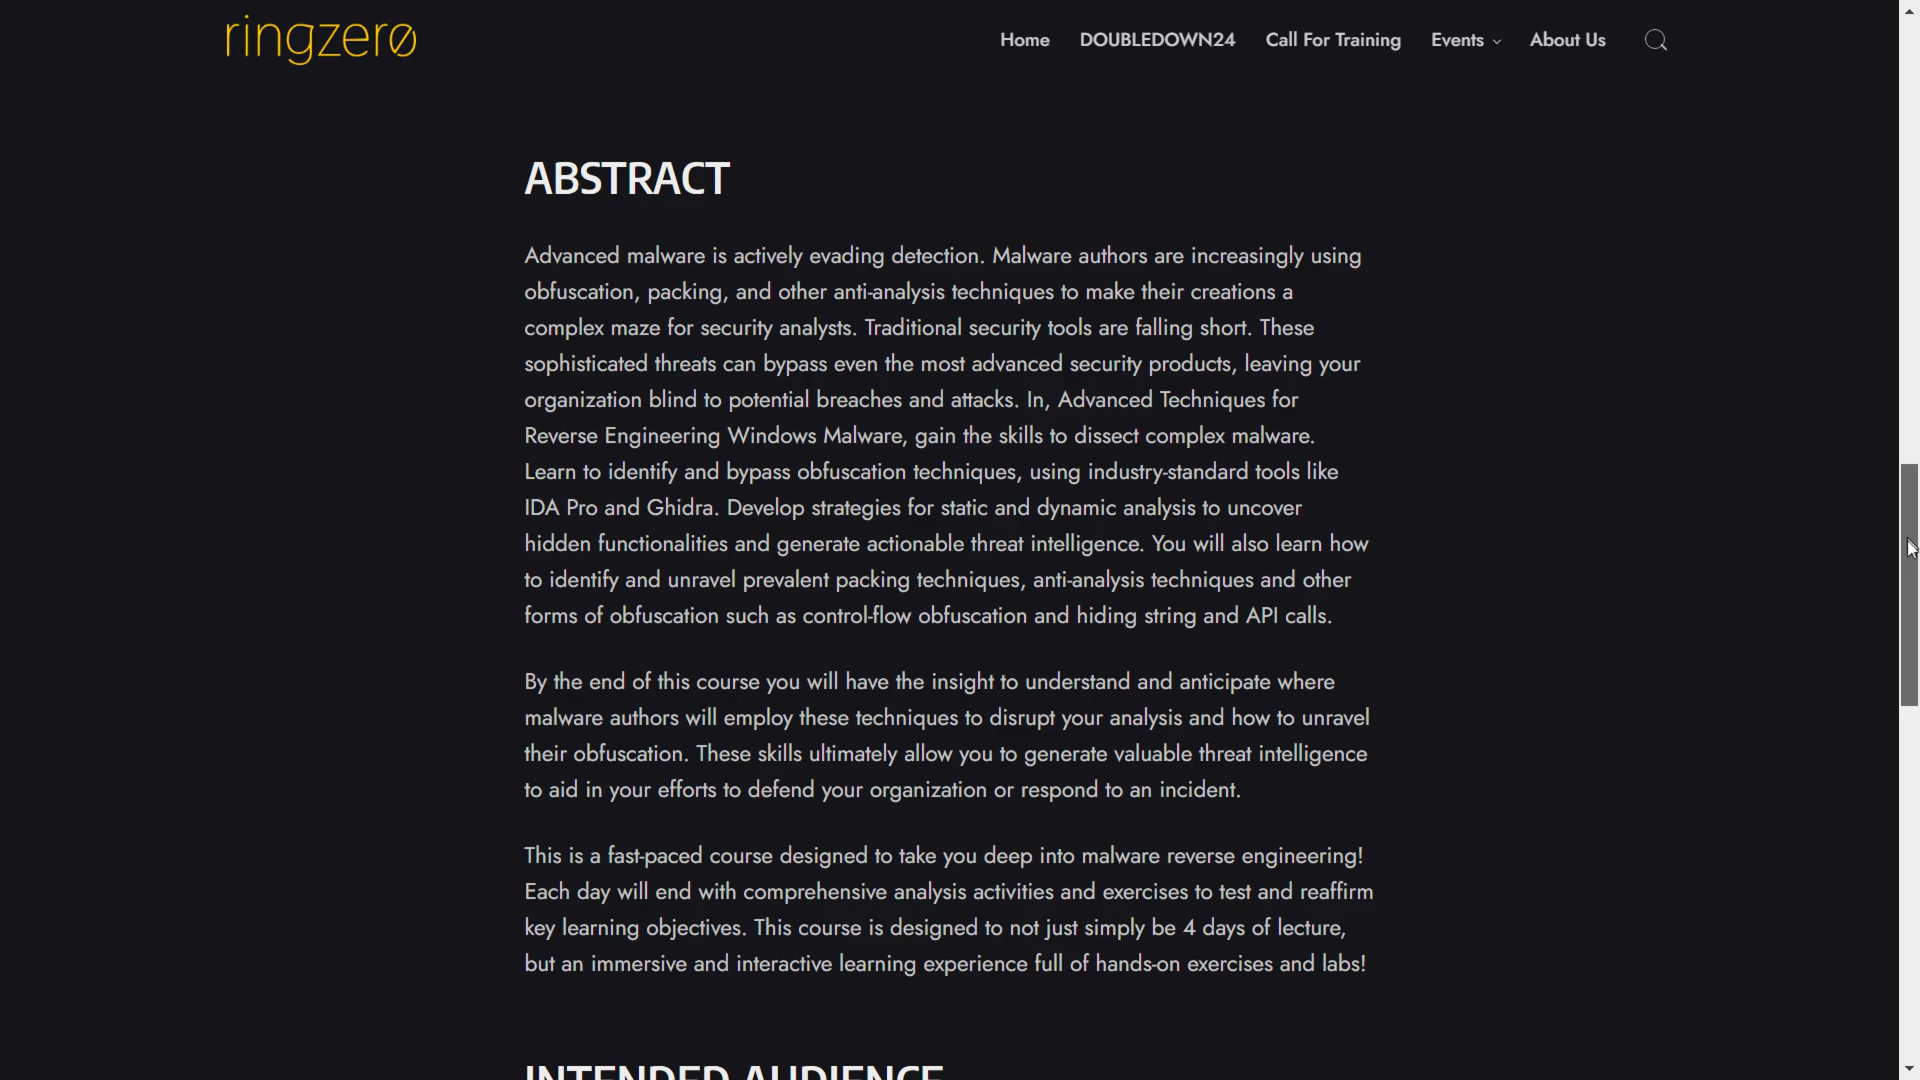 ringzerø
Home DOUBLEDOWN24 Call For Training Events About Us
ABSTRACT
Advanced malware is actively evading detection. Malware authors are increasingly using
obfuscation, packing, and other anti-analysis techniques to make their creations a
complex maze for security analysts. Traditional security tools are falling short. These
sophisticated threats can bypass even the most advanced security products, leaving your
organization blind to potential breaches and attacks. In, Advanced Techniques for
Reverse Engineering Windows Malware, gain the skills to dissect complex malware.
Learn to identify and bypass obfuscation techniques, using industry-standard tools like
IDA Pro and Ghidra. Develop strategies for static and dynamic analysis to uncover
hidden functionalities and generate actionable threat intelligence. You will also learn how
to identify and unravel prevalent packing techniques, anti-analysis techniques and other
forms of obfuscation such as control-flow obfuscation and hiding string and API calls.
By the end of this course you will have the insight to understand and anticipate where
malware authors will employ these techniques to disrupt your analysis and how to unravel
their obfuscation. These skills ultimately allow you to generate valuable threat intelligence
to aid in your efforts to defend your organization or respond to an incident.
This is a fast-paced course designed to take you deep into malware reverse engineering!
Each day will end with comprehensive analysis activities and exercises to test and reaffirm
key learning objectives. This course is designed to not just simply be 4 days of lecture,
but an immersive and interactive learning experience full of hands-on exercises and labs!
INTENDED AUDIENCE